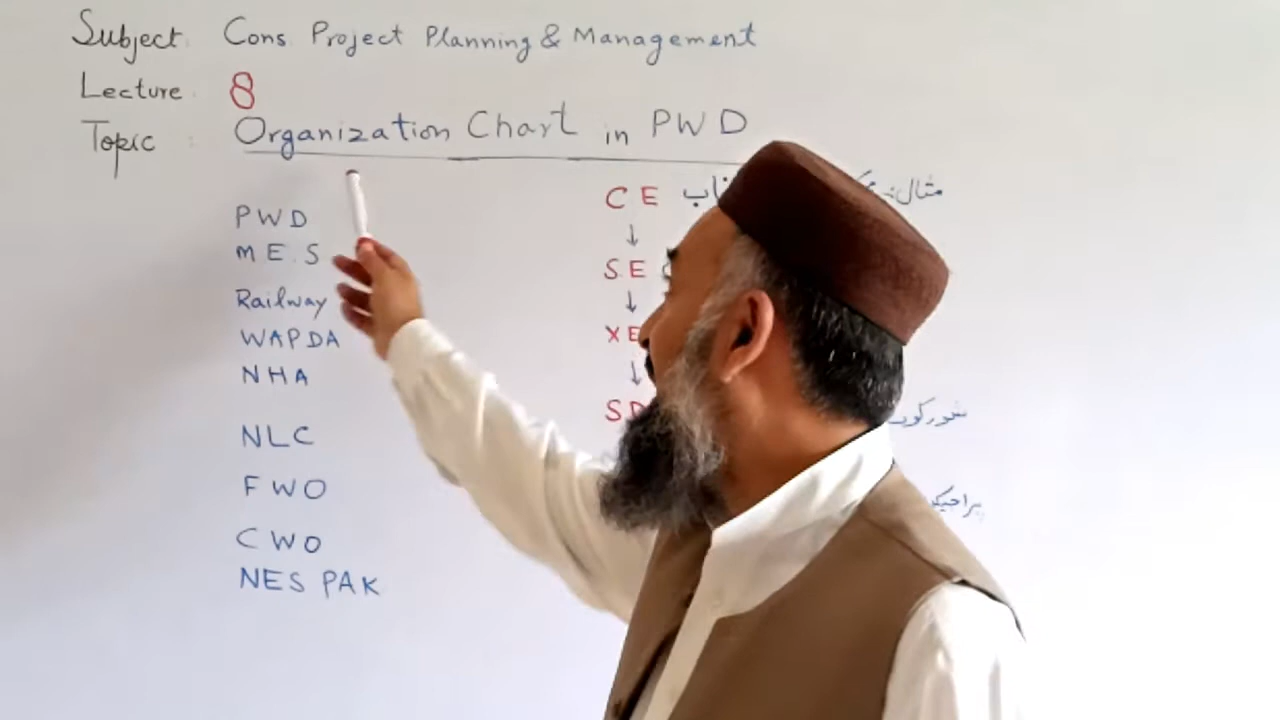 Subject: Cons Project Planning & Management
Lecture 8
Topic : Organization Chart in PWD
PWD
M E . S
Railway
WAPDA
NHA
NLC
FWO
CWO
NES PAK
CE
مثال:-
↓
SE
↓
XE
↓
SD